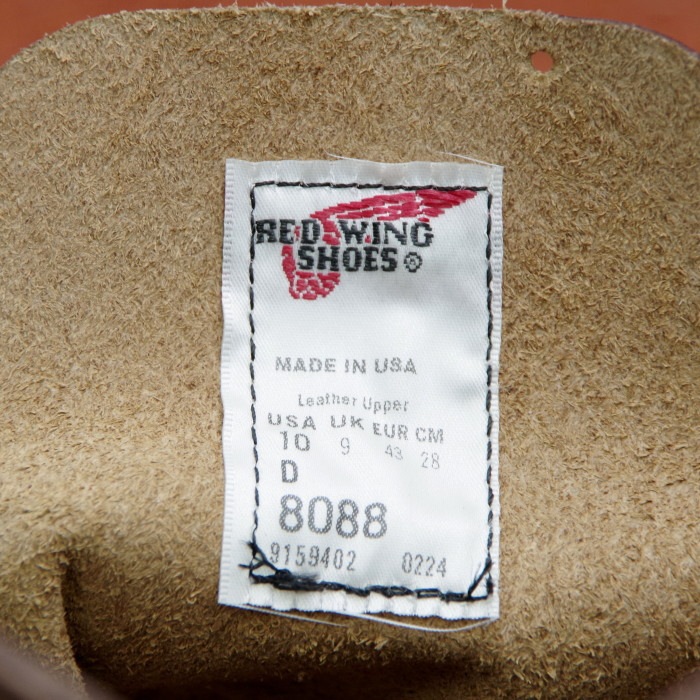 RED WING
SHOES ®
MADE IN USA
Leather Upper
USA UK EUR CM
10 9 43 28
D
8088
9159402 0224